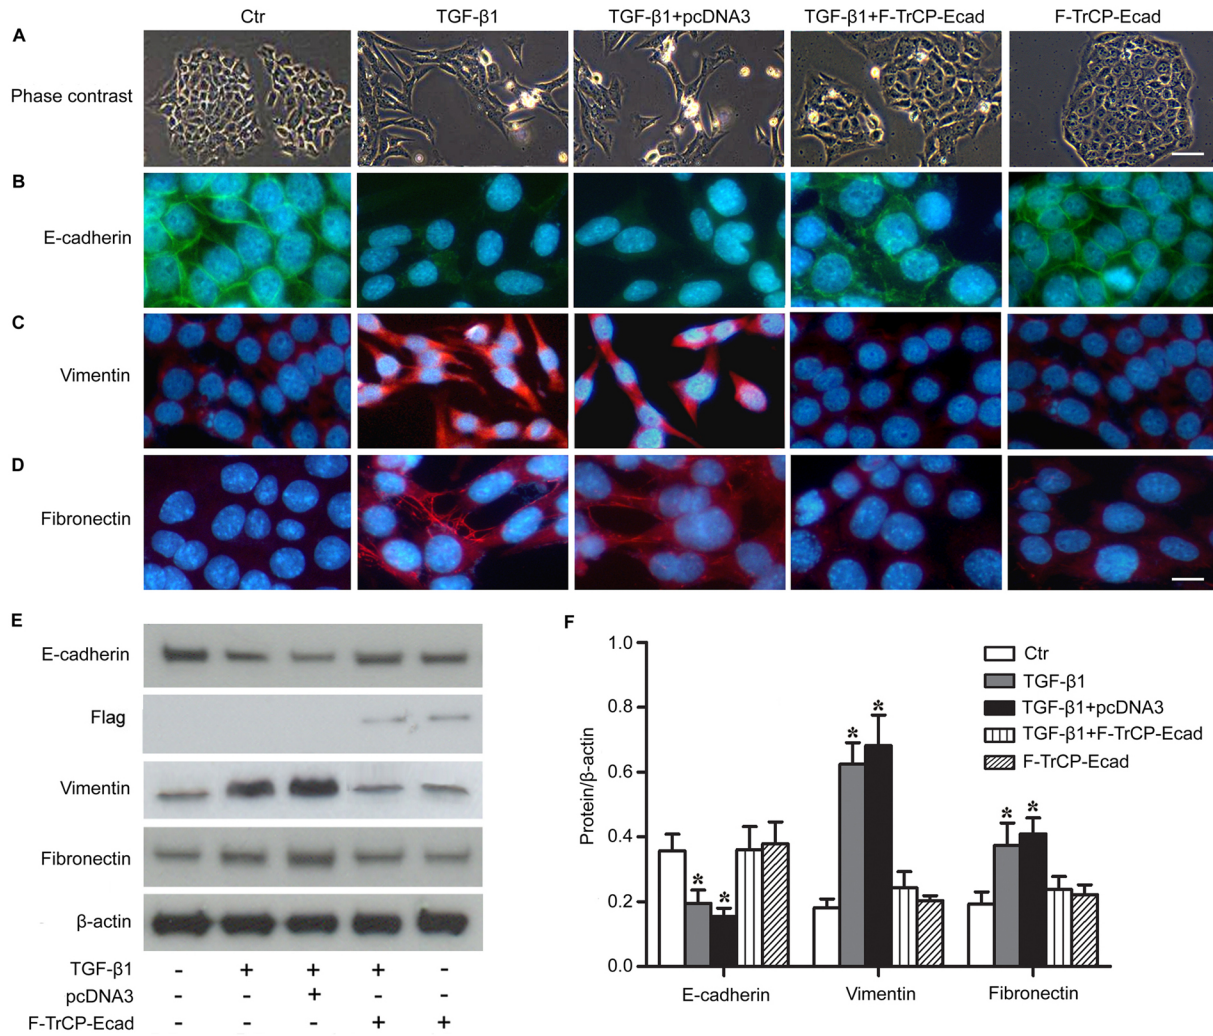 Ctr TGF-β1 TGF-β1+pcDNA3 TGF-β1+F-TrCP-Ecad F-TrCP-Ecad
A
Phase contrast
B
E-cadherin
C
Vimentin
D
Fibronectin
E
E-cadherin
Flag
Vimentin
Fibronectin
β-actin
TGF-β1 - + + + -
pcDNA3 - - + - -
F-TrCP-Ecad - - - + +
F
Protein/β-actin
1.0
0.8
0.6
0.4
0.2
0.0
* * * * * *
E-cadherin Vimentin Fibronectin
Ctr
TGF-β1
TGF-β1+pcDNA3
TGF-β1+F-TrCP-Ecad
F-TrCP-Ecad